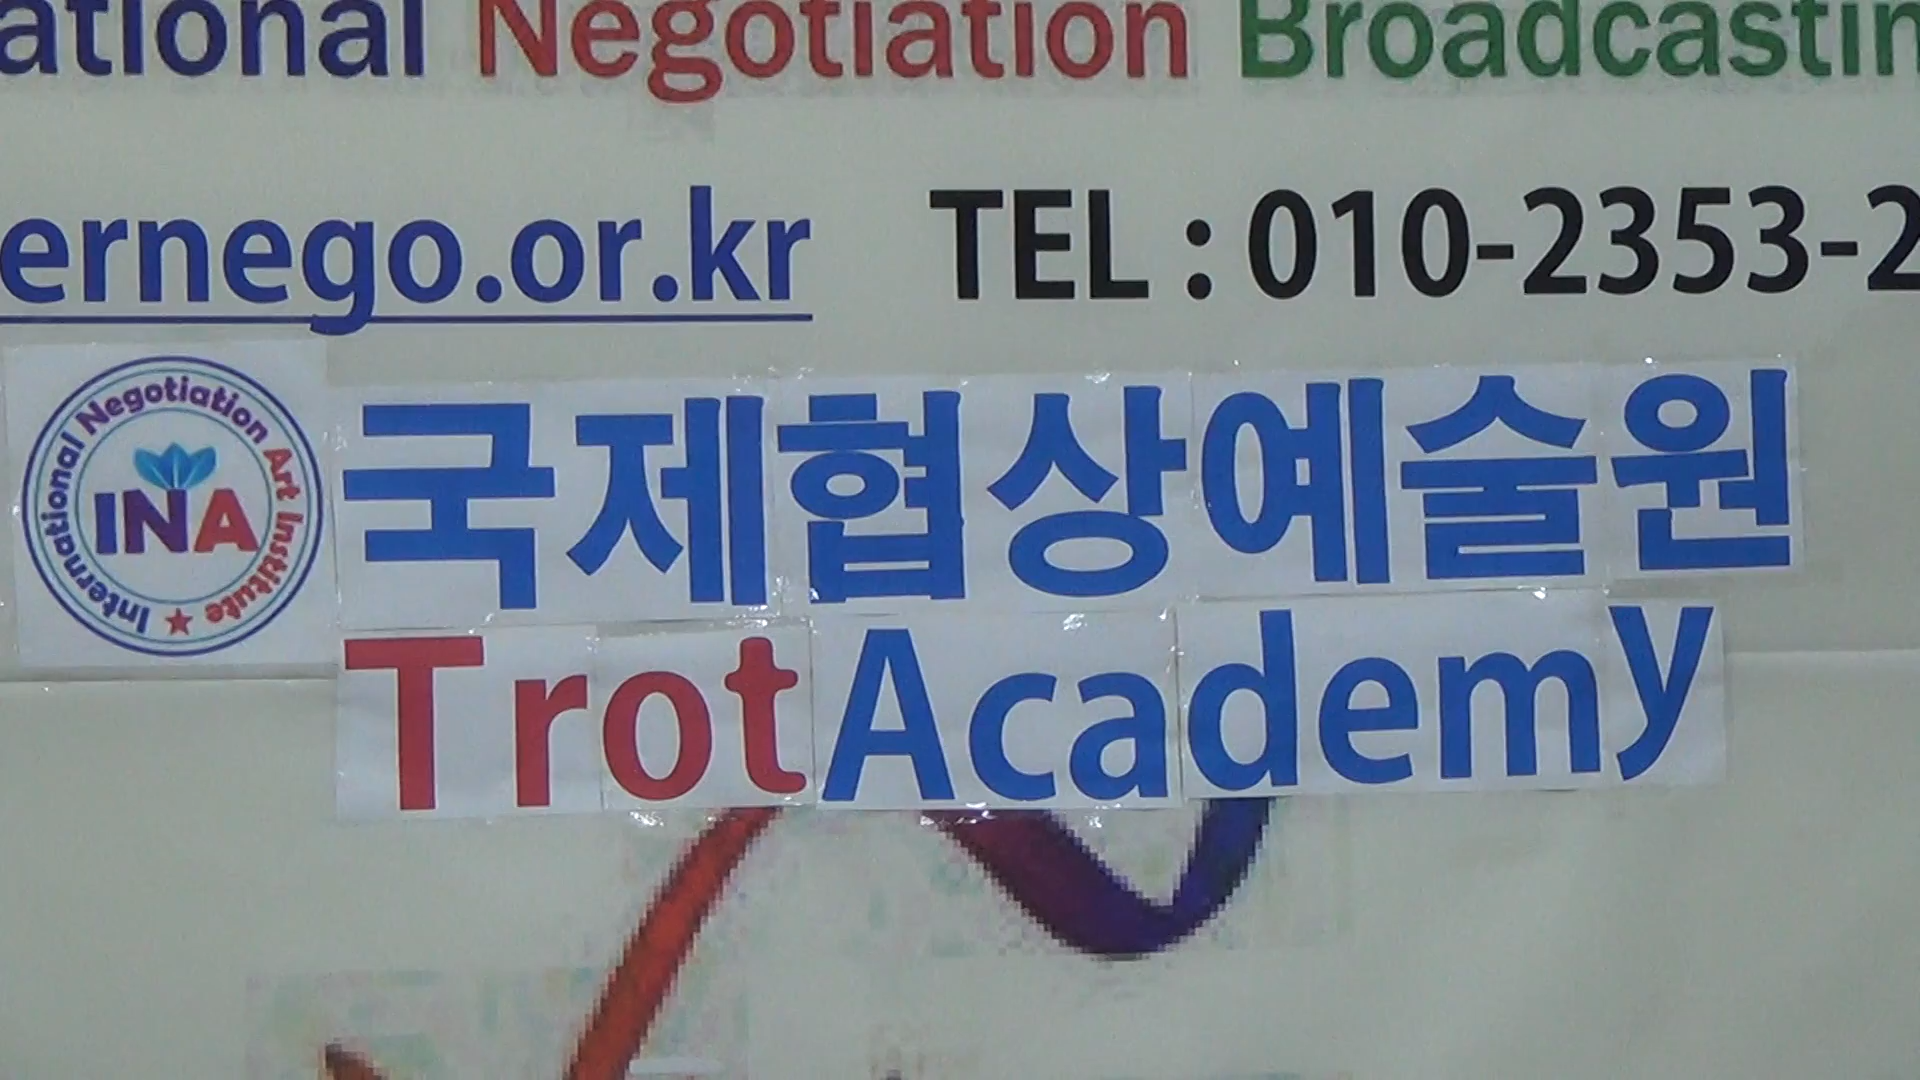 ational Negotiation Broadcastin
ernego.or.kr TEL : 010-2353-2
International Negotiation Art Institute ★
INA
국제협상예술원
Trot Academy